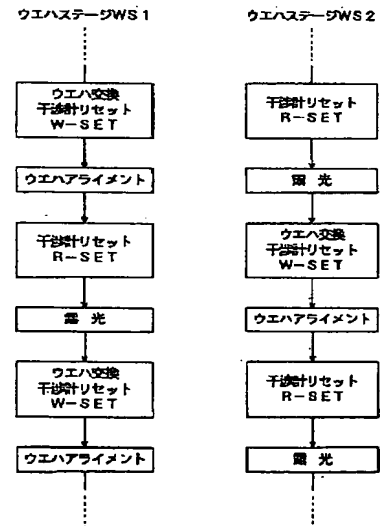 ウエハステージWS1
ウエハ交換
干渉計リセット
W-SET
ウエハアライメント
干渉計リセット
R-SET
露光
ウエハ交換
干渉計リセット
W-SET
ウエハアライメント
ウエハステージWS2
干渉計リセット
R-SET
露光
ウエハ交換
干渉計リセット
W-SET
ウエハアライメント
干渉計リセット
R-SET
露光